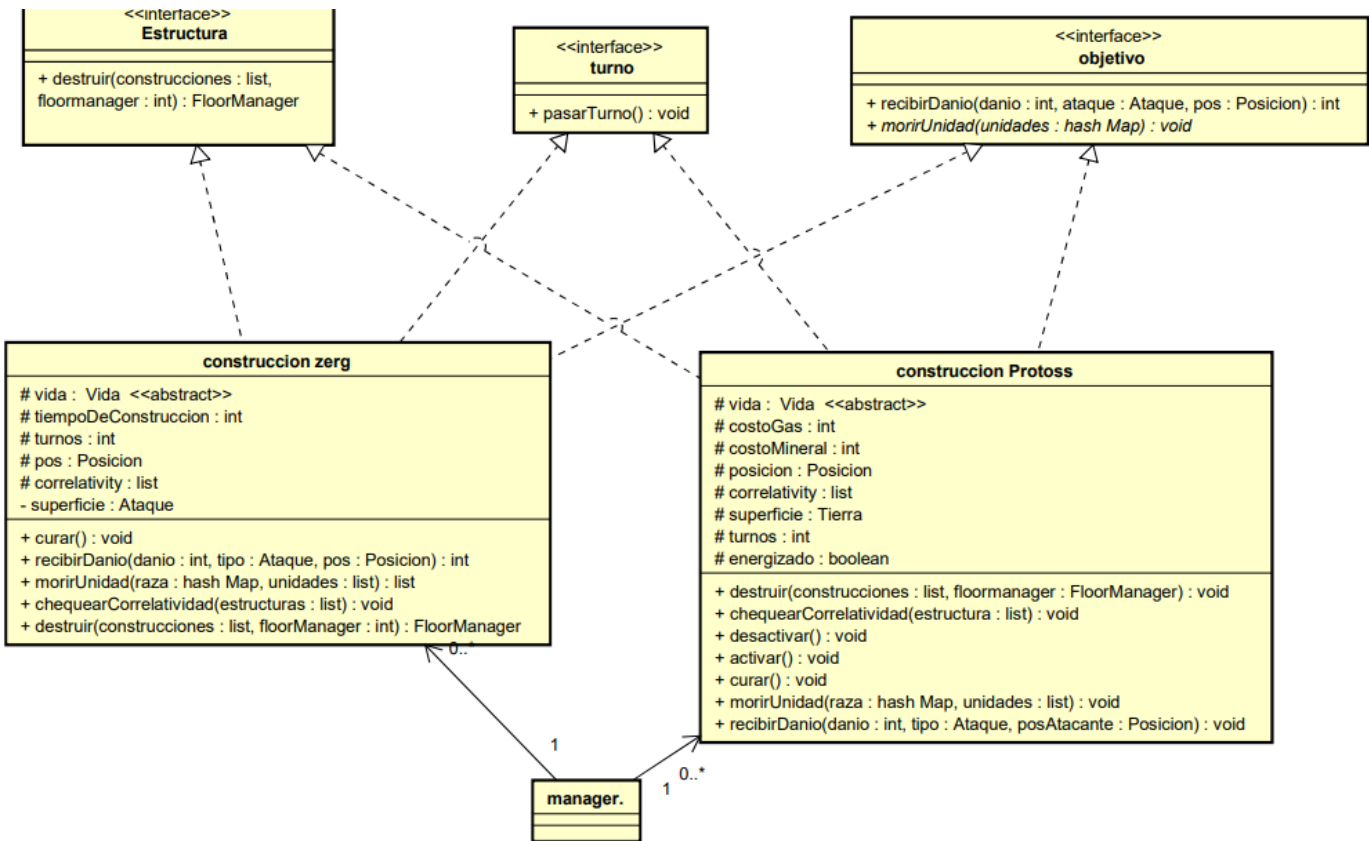 <<interface>>
Estructura
+ destruir(construcciones : list,
floormanager : int) : FloorManager
<<interface>>
turno
+ pasarTurno() : void
<<interface>>
objetivo
+ recibirDanio(danio : int, ataque : Ataque, pos : Posicion) : int
+ morirUnidad(unidades : hash Map) : void
construccion zerg
# vida : Vida <<abstract>>
# tiempoDeConstruccion : int
# turnos : int
# pos : Posicion
# correlativity : list
- superficie : Ataque
+ curar() : void
+ recibirDanio(danio : int, tipo : Ataque, pos : Posicion) : int
+ morirUnidad(raza : hash Map, unidades : list) : list
+ chequearCorrelatividad(estructuras : list) : void
+ destruir(construcciones : list, floorManager : int) : FloorManager
construccion Protoss
# vida : Vida <<abstract>>
# costoGas : int
# costoMineral : int
# posicion : Posicion
# correlativity : list
# superficie : Tierra
# turnos : int
# energizado : boolean
+ destruir(construcciones : list, floormanager : FloorManager) : void
+ chequearCorrelatividad(estructura : list) : void
+ desactivar() : void
+ activar() : void
+ curar() : void
+ morirUnidad(raza : hash Map, unidades : list) : void
+ recibirDanio(danio : int, tipo : Ataque, posAtacante : Posicion) : void
0..*
1
0..*
1
manager.